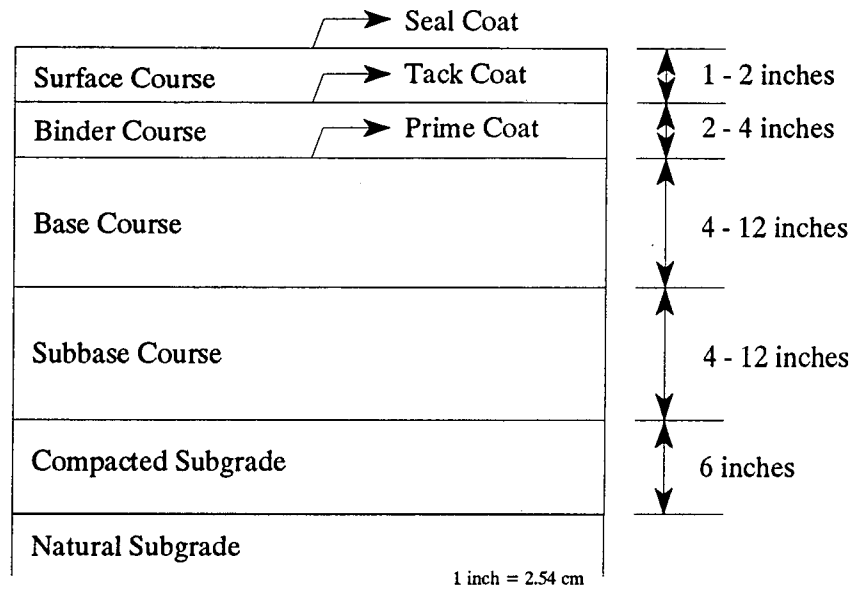 Seal Coat
Surface Course
Tack Coat
1 - 2 inches
Binder Course
Prime Coat
2 - 4 inches
Base Course
4 - 12 inches
Subbase Course
4 - 12 inches
Compacted Subgrade
6 inches
Natural Subgrade
1 inch = 2.54 cm